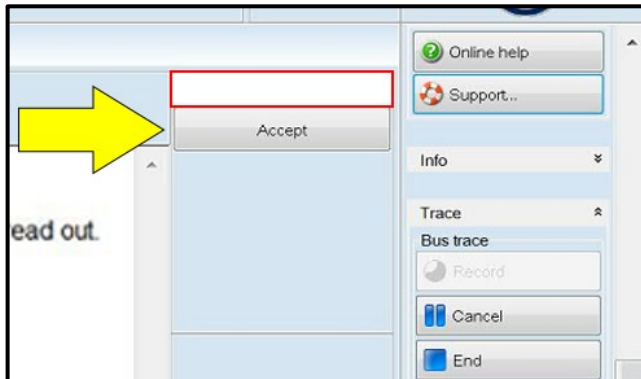 Online help
Support...
Accept
Info
ead out.
Trace
Bus trace
Record
Cancel
End